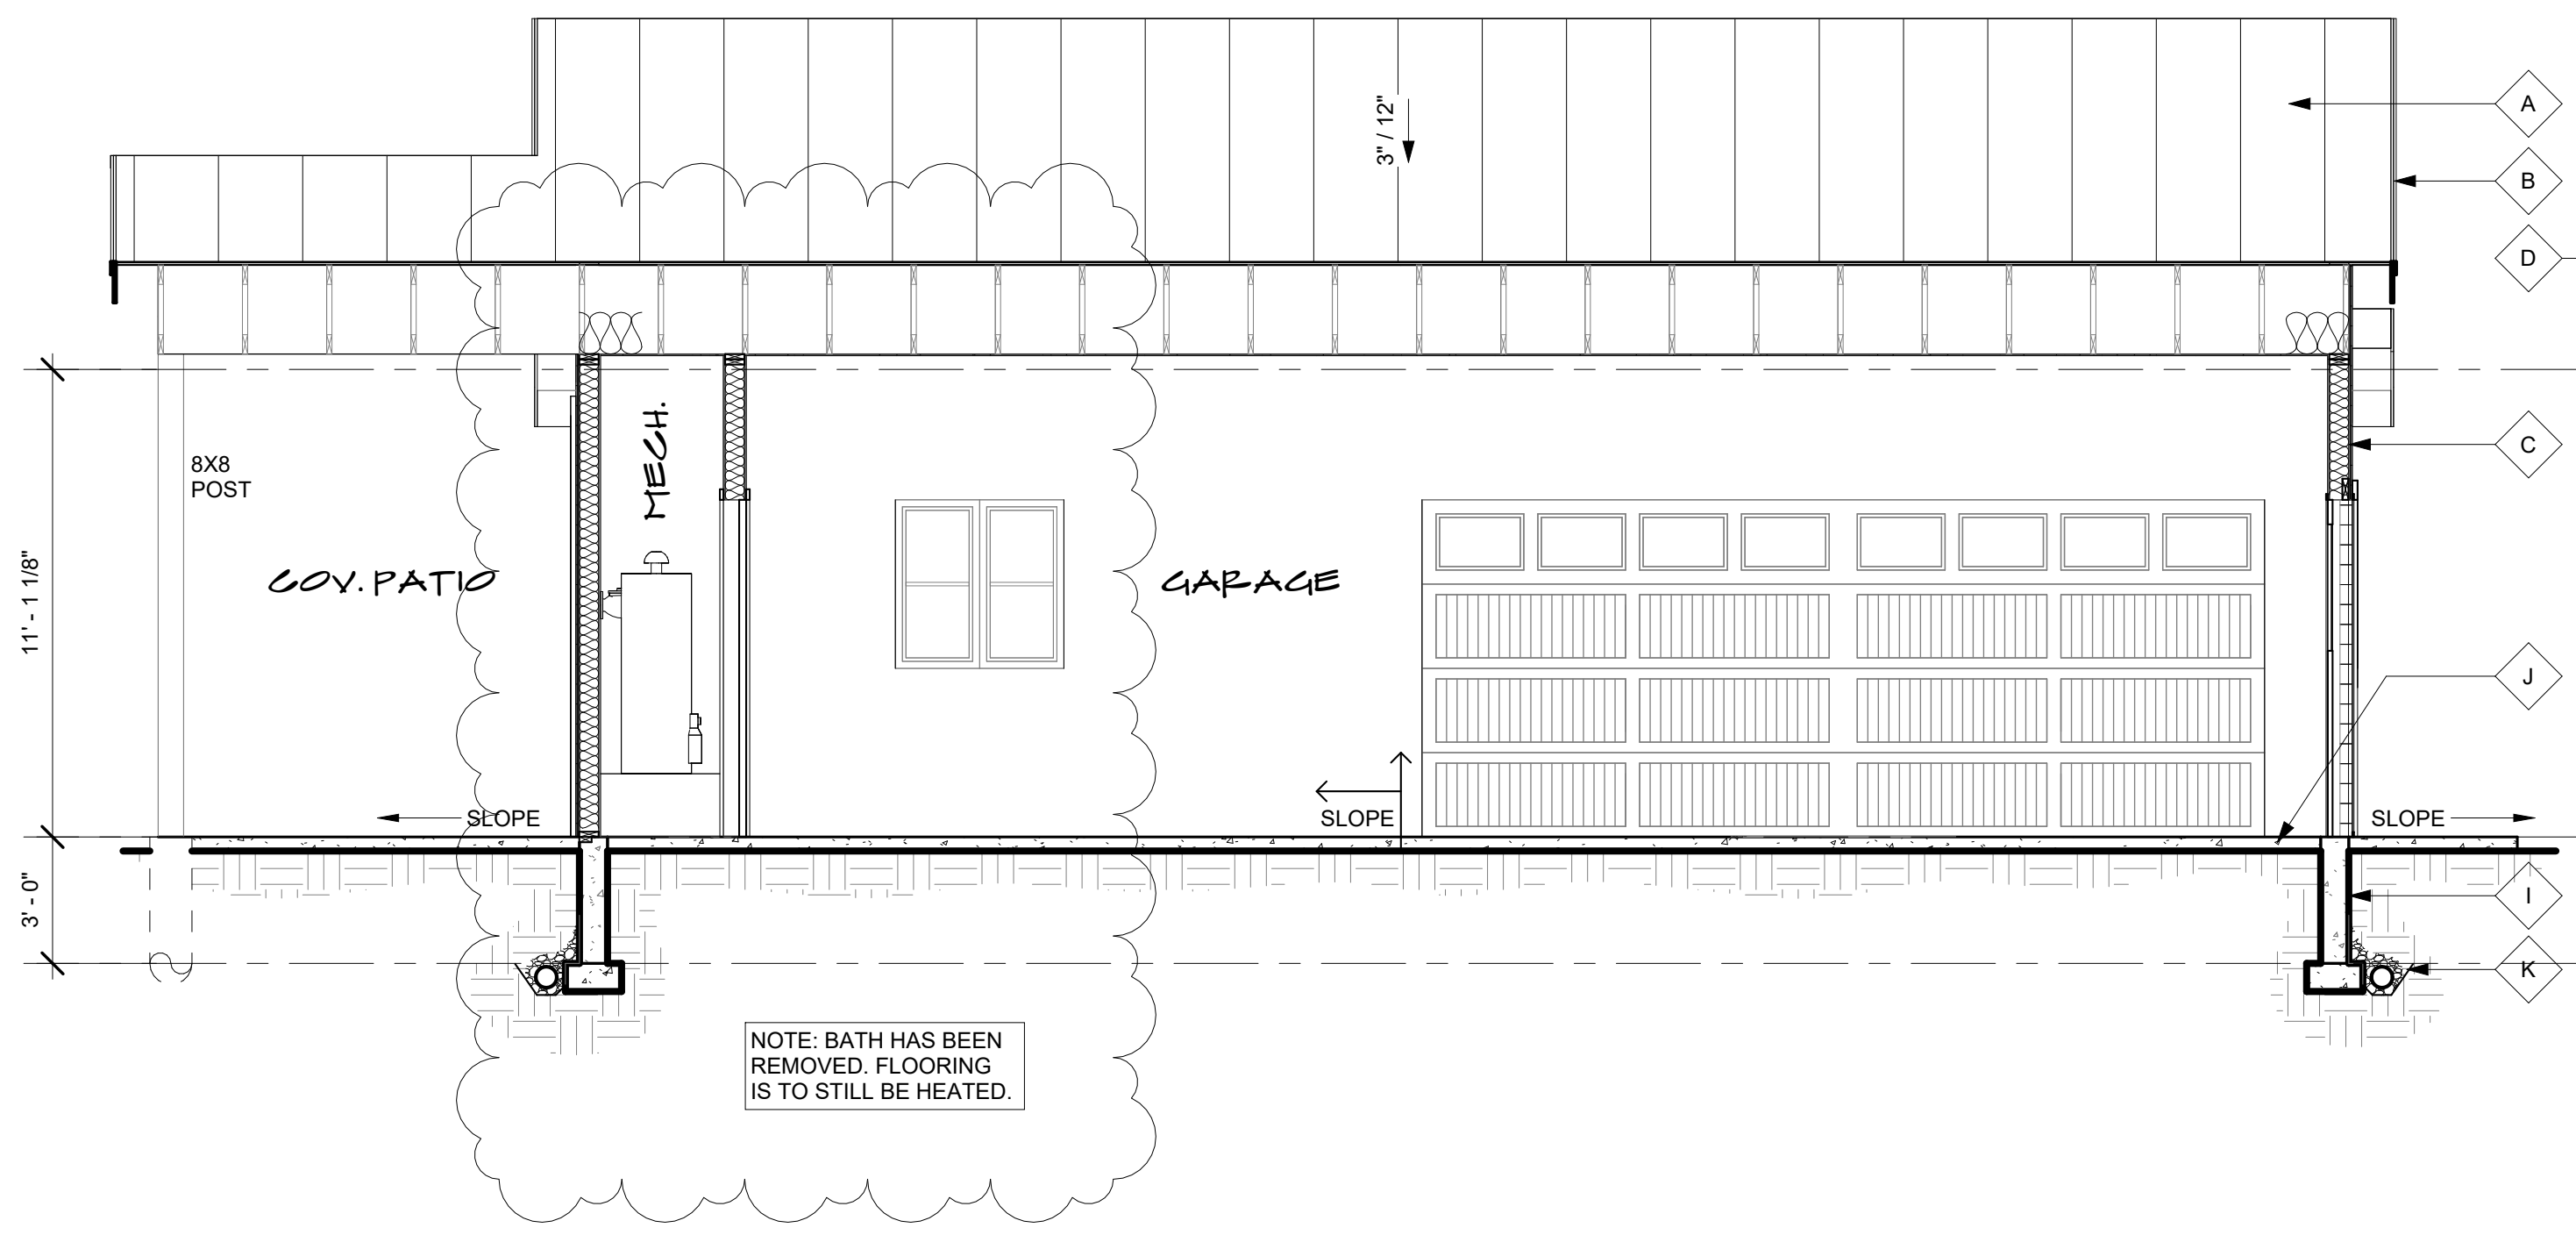 3" / 12"
A
B
D
MECH.
C
8X8
POST
11' - 1 1/8"
COV. PATIO
GARAGE
J
SLOPE
SLOPE
SLOPE
3' - 0"
I
K
NOTE: BATH HAS BEEN
REMOVED. FLOORING
IS TO STILL BE HEATED.